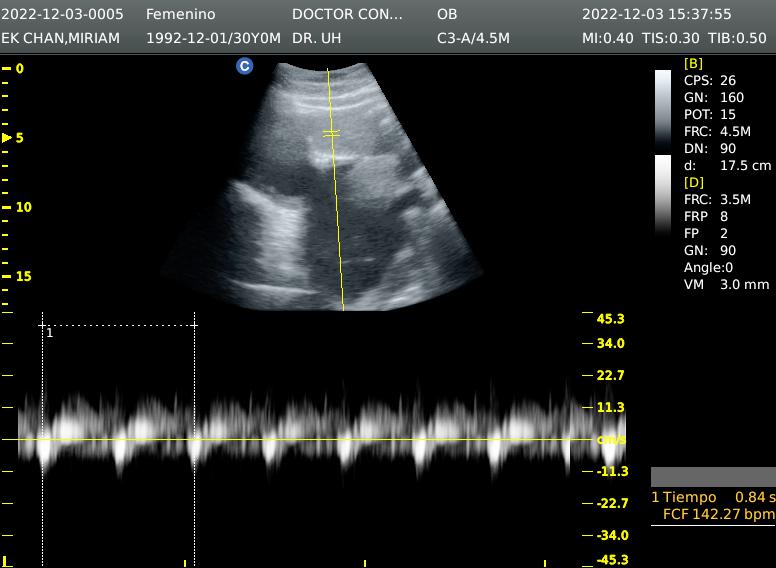 2022-12-03-0005 Femenino DOCTOR CON... OB 2022-12-03 15:37:55
EK CHAN,MIRIAM 1992-12-01/30Y0M DR. UH C3-A/4.5M MI:0.40 TIS:0.30 TIB:0.50
C
0
5
10
15
[B]
CPS: 26
GN: 160
POT: 15
FRC: 4.5M
DN: 90
d: 17.5 cm
[D]
FRC: 3.5M
FRP 8
FP 2
GN: 90
Angle:0
VM 3.0 mm
1
45.3
34.0
22.7
11.3
cm/s
-11.3
-22.7
-34.0
-45.3
1 Tiempo 0.84 s
FCF 142.27 bpm